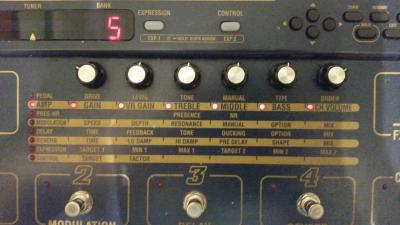 TUNER BANK
5
EXPRESSION CONTROL
EXP 1 EXP 2
PEDAL DRIVE LEVEL TONE MANUAL TYPE ORDER
AMP GAIN VR GAIN TREBLE MIDDLE BASS CH VOLUME
PRES·NR PRESENCE NR
MODULATION SPEED DEPTH RESONANCE MANUAL OPTION MIX
DELAY TIME FEEDBACK TONE DUCKING OPTION MIX
REVERB TIME LO DAMP HI DAMP PRE DELAY SHAPE MIX
EXPRESSION TARGET 1 MIN 1 MAX 1 TARGET 2 MIN 2 MAX 2
CONTROL TARGET FACTOR
2 3 4
MODULATION DELAY